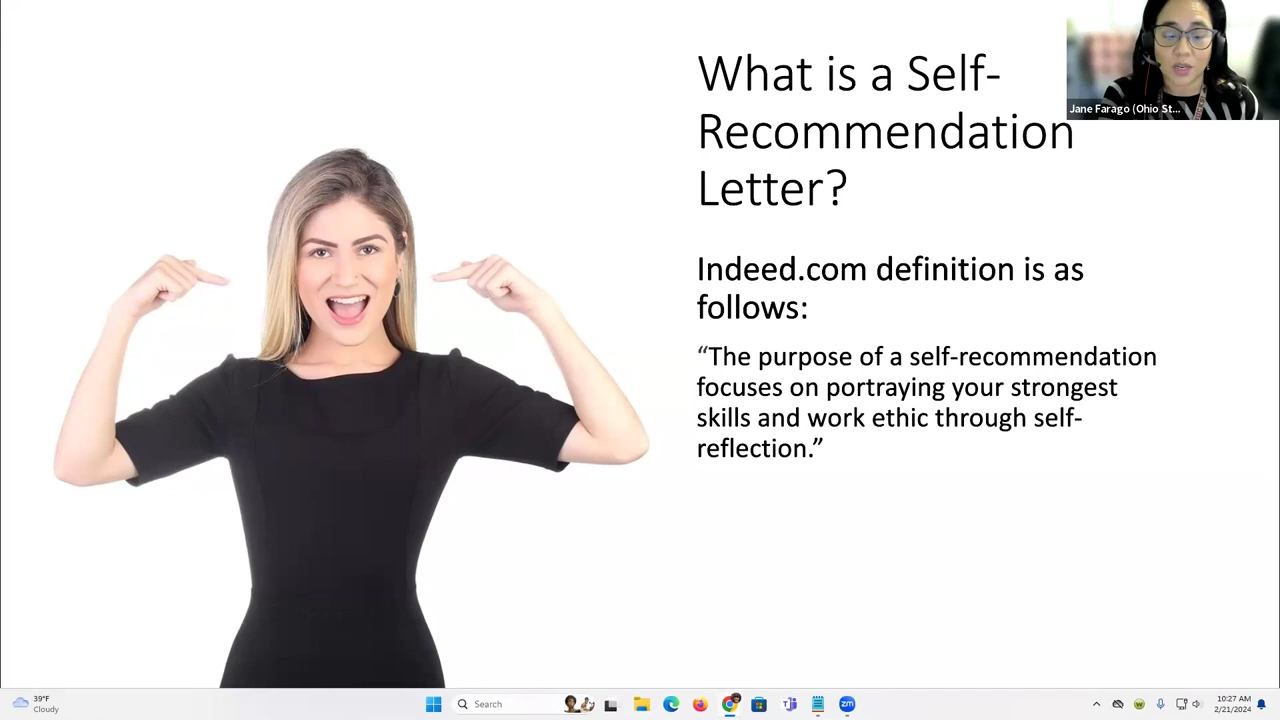 What is a Self-
Recommendation
Letter?
Jane Farago (Ohio St...
Indeed.com definition is as
follows:
“The purpose of a self-recommendation
focuses on portraying your strongest
skills and work ethic through self-
reflection.”
39°F
Cloudy
Search
zm
10:27 AM
2/21/2024